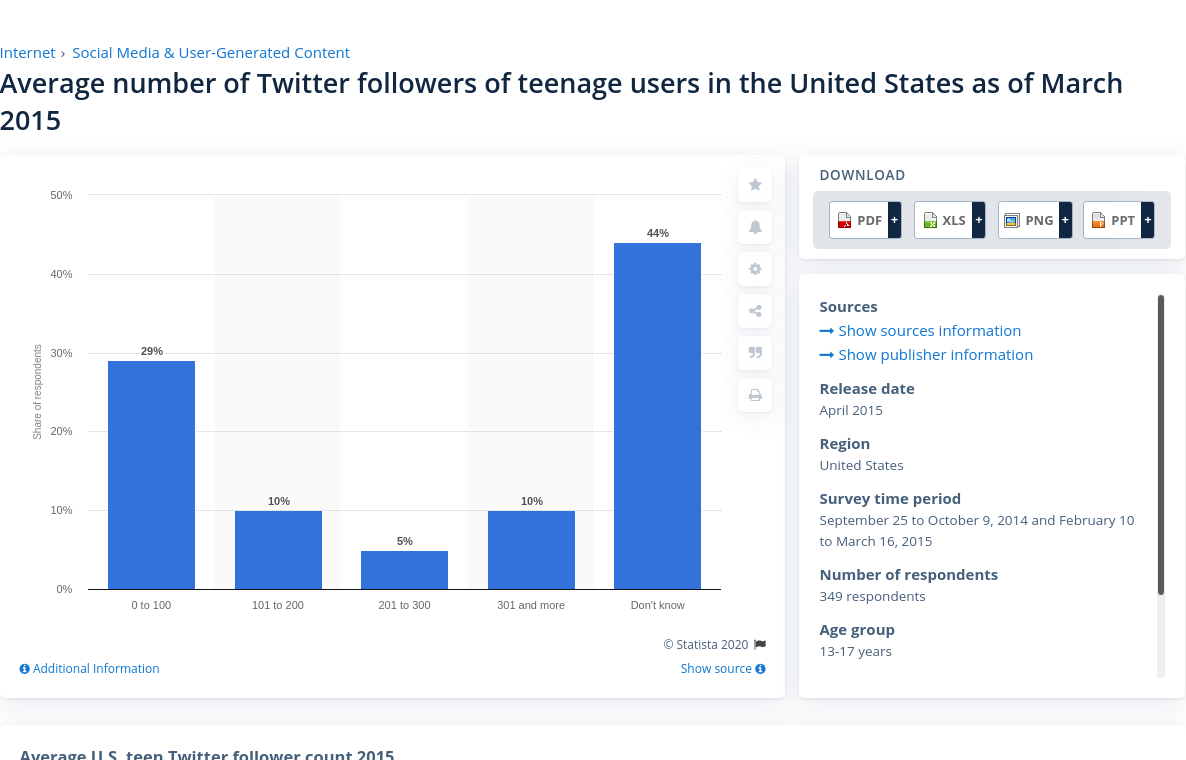 Internet › Social Media & User-Generated Content
Average number of Twitter followers of teenage users in the United States as of March
2015
50%
40%
30%
20%
10%
0%
Share of respondents
29%
10%
5%
10%
44%
0 to 100
101 to 200
201 to 300
301 and more
Don't know
© Statista 2020
Additional Information
Show source
DOWNLOAD
PDF +
XLS +
PNG +
PPT +
Sources
Show sources information
Show publisher information
Release date
April 2015
Region
United States
Survey time period
September 25 to October 9, 2014 and February 10
to March 16, 2015
Number of respondents
349 respondents
Age group
13-17 years
Average U.S. teen Twitter follower count 2015